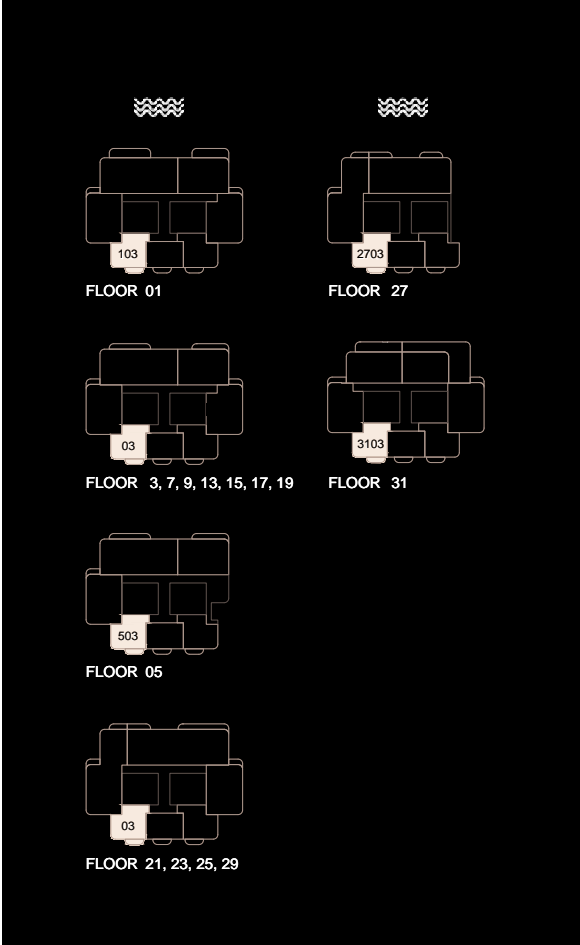 103
FLOOR 01
2703
FLOOR 27
03
FLOOR 3, 7, 9, 13, 15, 17, 19
3103
FLOOR 31
503
FLOOR 05
03
FLOOR 21, 23, 25, 29